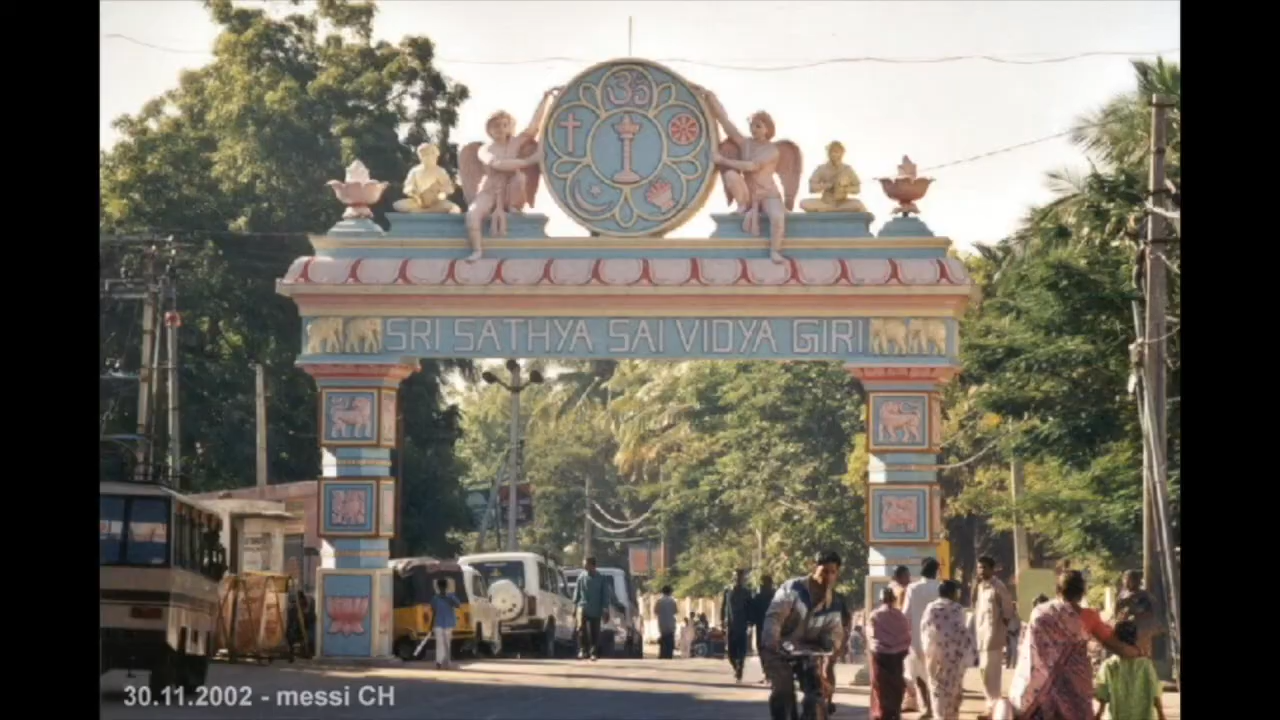 ॐ
SRI SATHYA SAI VIDYA GIRI
30.11.2002 - messi CH